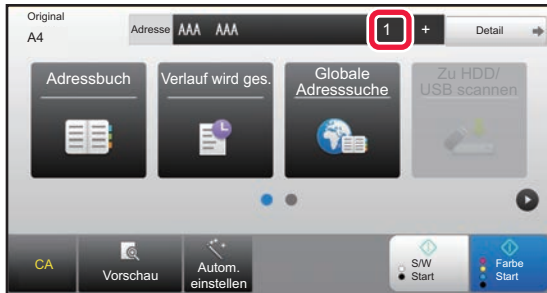 Original
A4
Adresse AAA AAA 1 + Detail
Adressbuch
Verlauf wird ges.
Globale
Adresssuche
Zu HDD/
USB scannen
CA
Vorschau
Autom.
einstellen
S/W
Start
Farbe
Start